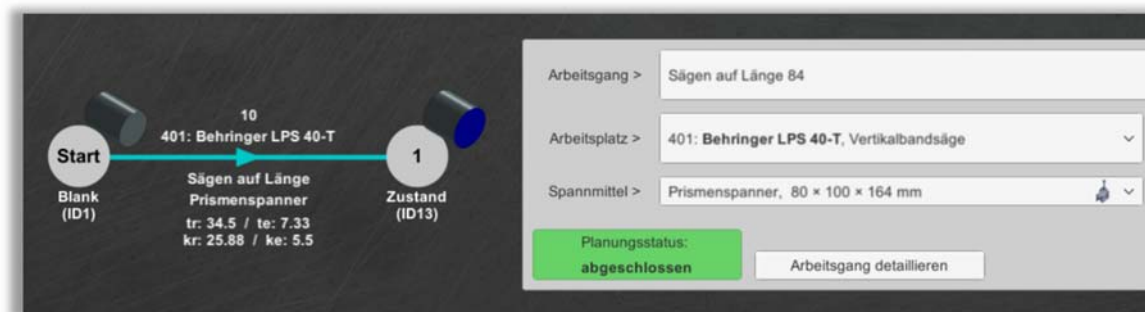 10
401: Behringer LPS 40-T
Start
1
Sägen auf Länge
Prismenspanner
Blank
(ID1)
Zustand
(ID13)
tr: 34.5 / te: 7.33
kr: 25.88 / ke: 5.5
Arbeitsgang >
Sägen auf Länge 84
Arbeitsplatz >
401: Behringer LPS 40-T, Vertikalbandsäge
Spannmittel >
Prismenspanner, 80 × 100 × 164 mm
Planungsstatus:
abgeschlossen
Arbeitsgang detaillieren